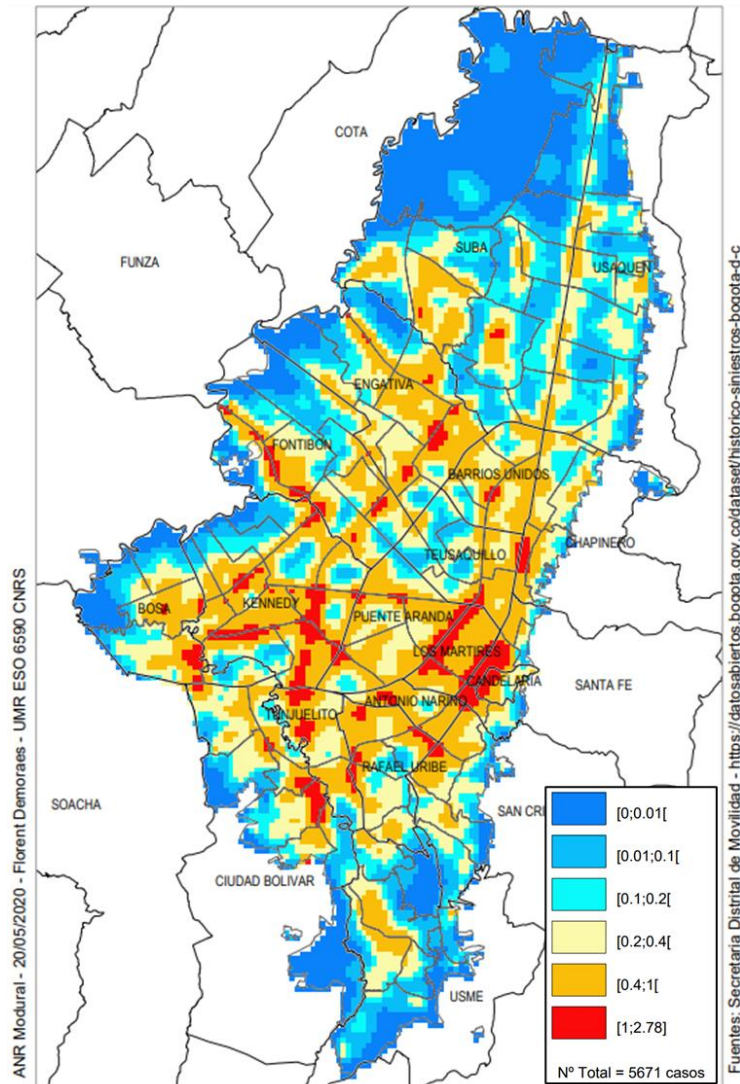 COTA
FUNZA
SUBA
USAQUEN
ENGATIVA
FONTIBON
BARRIOS UNIDOS
CHAPINERO
TEUSAQUILLO
BOSA
KENNEDY
PUENTE ARANDA
LOS MARTIRES
CANDELARIA
SANTA FE
ANTONIO NARIÑO
TUNJUELITO
RAFAEL URIBE
SOACHA
SAN CRI
CIUDAD BOLIVAR
USME
[0;0.01[
[0.01;0.1[
[0.1;0.2[
[0.2;0.4[
[0.4;1[
[1;2.78]
Nº Total = 5671 casos
ANR Modural - 20/05/2020 - Florent Demoraes - UMR ESO 6590 CNRS
Fuentes: Secretaria Distrital de Movilidad - https://datosabiertos.bogota.gov.co/dataset/historico-siniestros-bogota-d-c